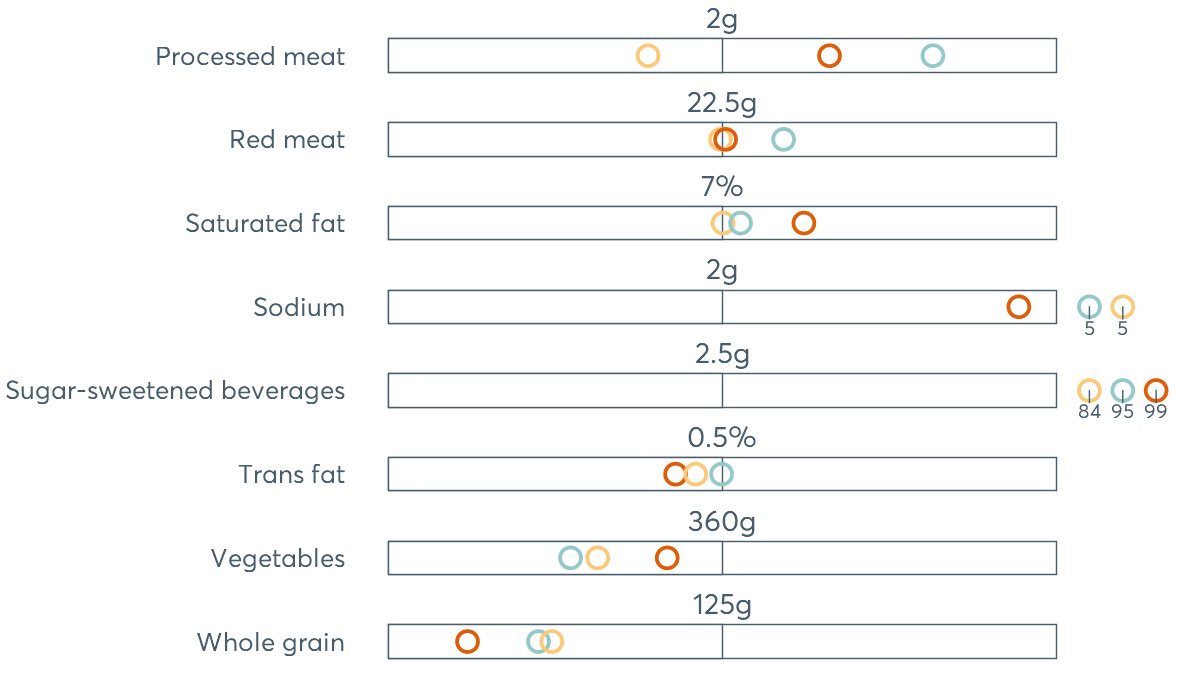 2g
Processed meat
22.5g
Red meat
7%
Saturated fat
2g
Sodium
5 5
2.5g
Sugar-sweetened beverages
84 95 99
0.5%
Trans fat
360g
Vegetables
125g
Whole grain